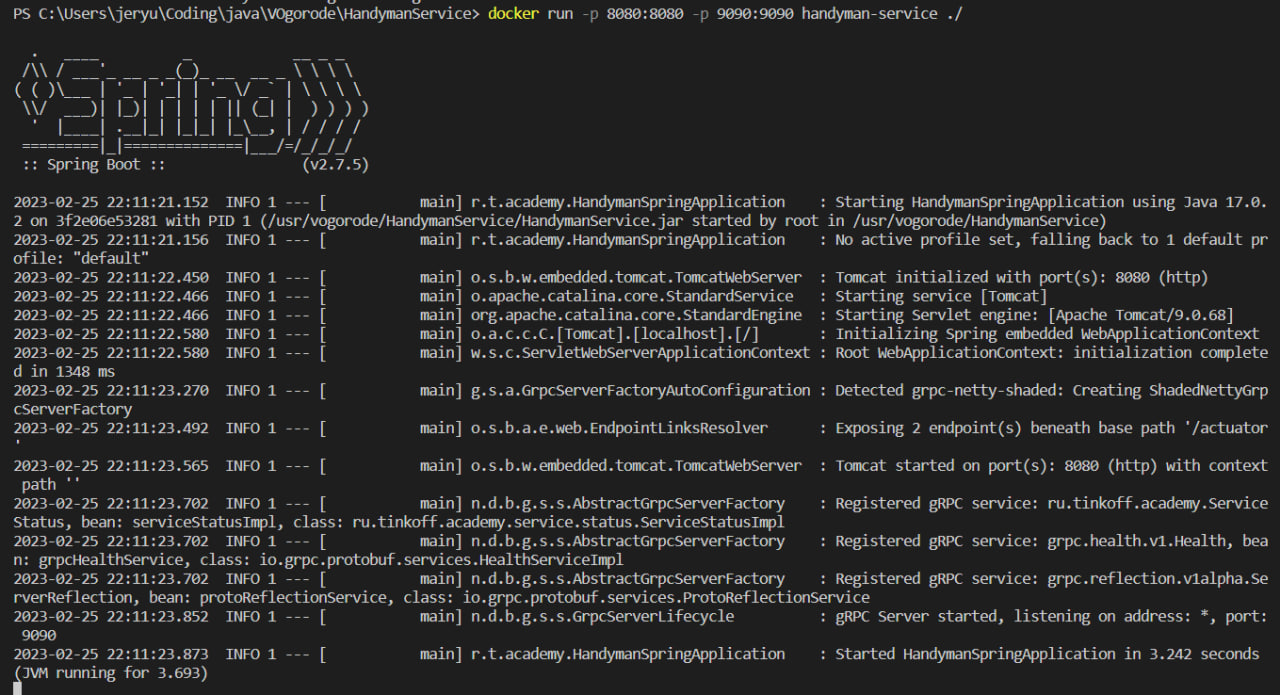 PS C:\Users\jeryu\Coding\java\VOgorode\HandymanService> docker run -p 8080:8080 -p 9090:9090 handyman-service ./
  .   ____          _            __ _ _
 /\\ / ___'_ __ _ _(_)_ __  __ _ \ \ \ \
( ( )\___ | '_ | '_| | '_ \/ _` | \ \ \ \
 \\/  ___)| |_)| | | | | || (_| |  ) ) ) )
  '  |____| .__|_| |_|_| |_\__, | / / / /
 =========|_|==============|___/=/_/_/_/
 :: Spring Boot ::                (v2.7.5)
2023-02-25 22:11:21.152  INFO 1 --- [           main] r.t.academy.HandymanSpringApplication    : Starting HandymanSpringApplication using Java 17.0.
2 on 3f2e06e53281 with PID 1 (/usr/vogorode/HandymanService/HandymanService.jar started by root in /usr/vogorode/HandymanService)
2023-02-25 22:11:21.156  INFO 1 --- [           main] r.t.academy.HandymanSpringApplication    : No active profile set, falling back to 1 default pr
ofile: "default"
2023-02-25 22:11:22.450  INFO 1 --- [           main] o.s.b.w.embedded.tomcat.TomcatWebServer  : Tomcat initialized with port(s): 8080 (http)
2023-02-25 22:11:22.466  INFO 1 --- [           main] o.apache.catalina.core.StandardService   : Starting service [Tomcat]
2023-02-25 22:11:22.466  INFO 1 --- [           main] org.apache.catalina.core.StandardEngine  : Starting Servlet engine: [Apache Tomcat/9.0.68]
2023-02-25 22:11:22.580  INFO 1 --- [           main] o.a.c.c.C.[Tomcat].[localhost].[/]       : Initializing Spring embedded WebApplicationContext
2023-02-25 22:11:22.580  INFO 1 --- [           main] w.s.c.ServletWebServerApplicationContext : Root WebApplicationContext: initialization complete
d in 1348 ms
2023-02-25 22:11:23.270  INFO 1 --- [           main] g.s.a.GrpcServerFactoryAutoConfiguration : Detected grpc-netty-shaded: Creating ShadedNettyGrp
cServerFactory
2023-02-25 22:11:23.492  INFO 1 --- [           main] o.s.b.a.e.web.EndpointLinksResolver      : Exposing 2 endpoint(s) beneath base path '/actuator
'
2023-02-25 22:11:23.565  INFO 1 --- [           main] o.s.b.w.embedded.tomcat.TomcatWebServer  : Tomcat started on port(s): 8080 (http) with context
 path ''
2023-02-25 22:11:23.702  INFO 1 --- [           main] n.d.b.g.s.s.AbstractGrpcServerFactory    : Registered gRPC service: ru.tinkoff.academy.Service
Status, bean: serviceStatusImpl, class: ru.tinkoff.academy.service.status.ServiceStatusImpl
2023-02-25 22:11:23.702  INFO 1 --- [           main] n.d.b.g.s.s.AbstractGrpcServerFactory    : Registered gRPC service: grpc.health.v1.Health, bea
n: grpcHealthService, class: io.grpc.protobuf.services.HealthServiceImpl
2023-02-25 22:11:23.702  INFO 1 --- [           main] n.d.b.g.s.s.AbstractGrpcServerFactory    : Registered gRPC service: grpc.reflection.v1alpha.Se
rverReflection, bean: protoReflectionService, class: io.grpc.protobuf.services.ProtoReflectionService
2023-02-25 22:11:23.852  INFO 1 --- [           main] n.d.b.g.s.s.GrpcServerLifecycle          : gRPC Server started, listening on address: *, port:
 9090
2023-02-25 22:11:23.873  INFO 1 --- [           main] r.t.academy.HandymanSpringApplication    : Started HandymanSpringApplication in 3.242 seconds
(JVM running for 3.693)